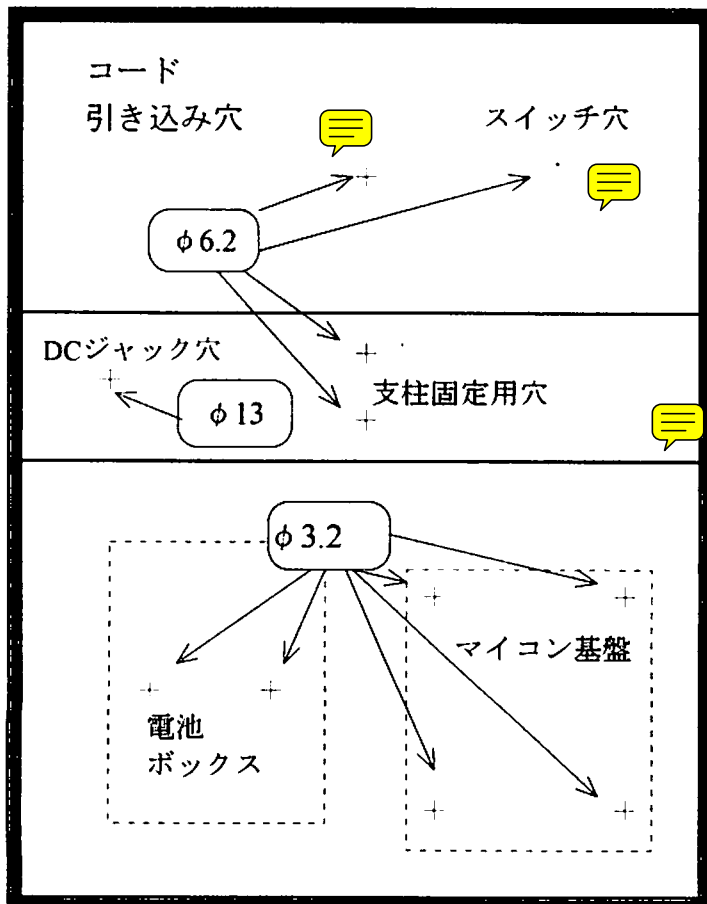 コード
引き込み穴
スイッチ穴
φ6.2
DCジャック穴
φ13
支柱固定用穴
φ3.2
マイコン基盤
電池
ボックス